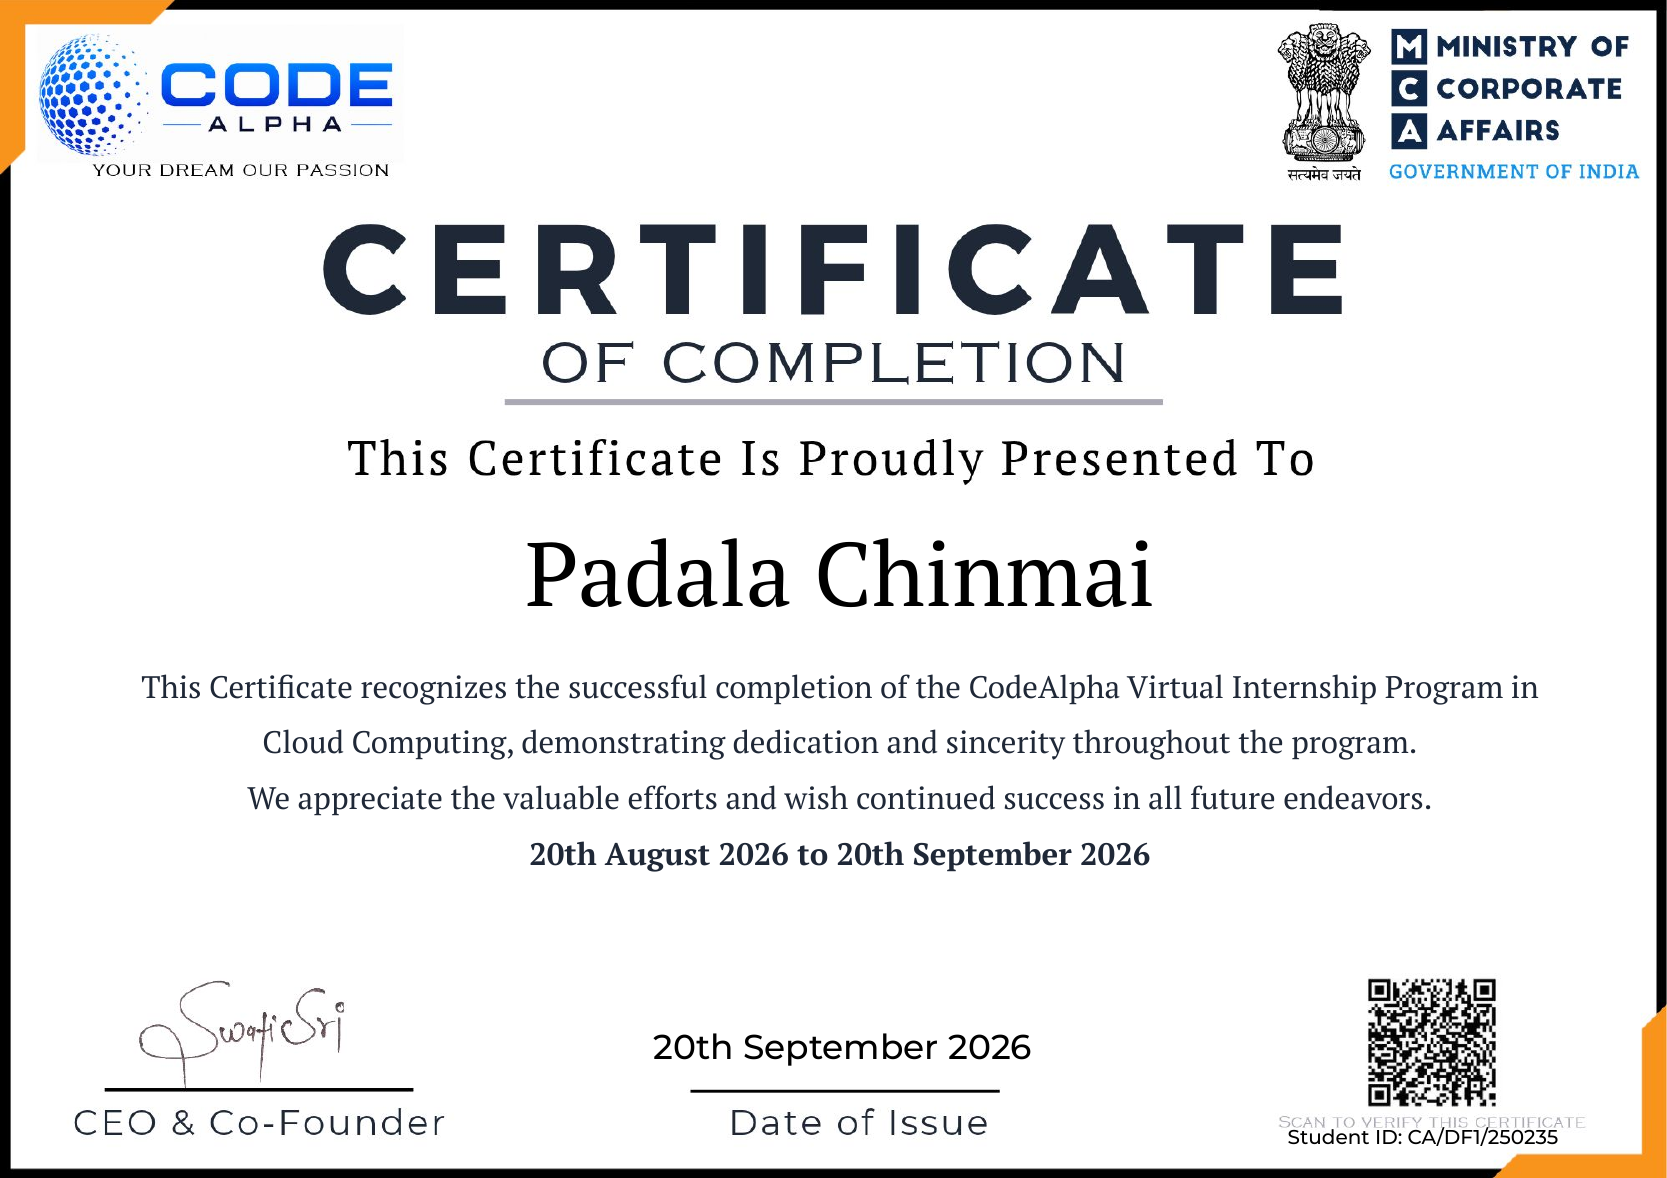 CODE
ALPHA
YOUR DREAM OUR PASSION
सत्यमेव जयते
M MINISTRY OF
C CORPORATE
A AFFAIRS
GOVERNMENT OF INDIA
CERTIFICATE
OF COMPLETION
This Certificate Is Proudly Presented To
Padala Chinmai
This Certificate recognizes the successful completion of the CodeAlpha Virtual Internship Program in
Cloud Computing, demonstrating dedication and sincerity throughout the program.
We appreciate the valuable efforts and wish continued success in all future endeavors.
20th August 2026 to 20th September 2026
SwatiSri
CEO & Co-Founder
20th September 2026
Date of Issue
SCAN TO VERIFY THIS CERTIFICATE
Student ID: CA/DF1/250235